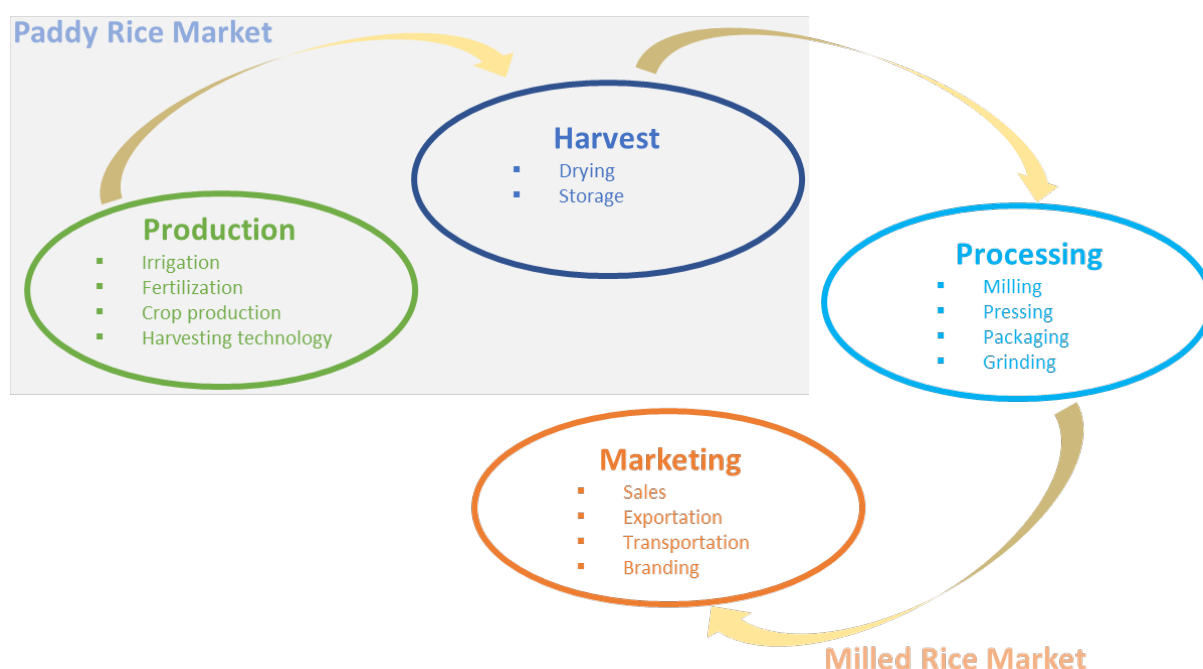 Paddy Rice Market
Harvest
▪ Drying
▪ Storage
Production
▪ Irrigation
▪ Fertilization
▪ Crop production
▪ Harvesting technology
Processing
▪ Milling
▪ Pressing
▪ Packaging
▪ Grinding
Marketing
▪ Sales
▪ Exportation
▪ Transportation
▪ Branding
Milled Rice Market